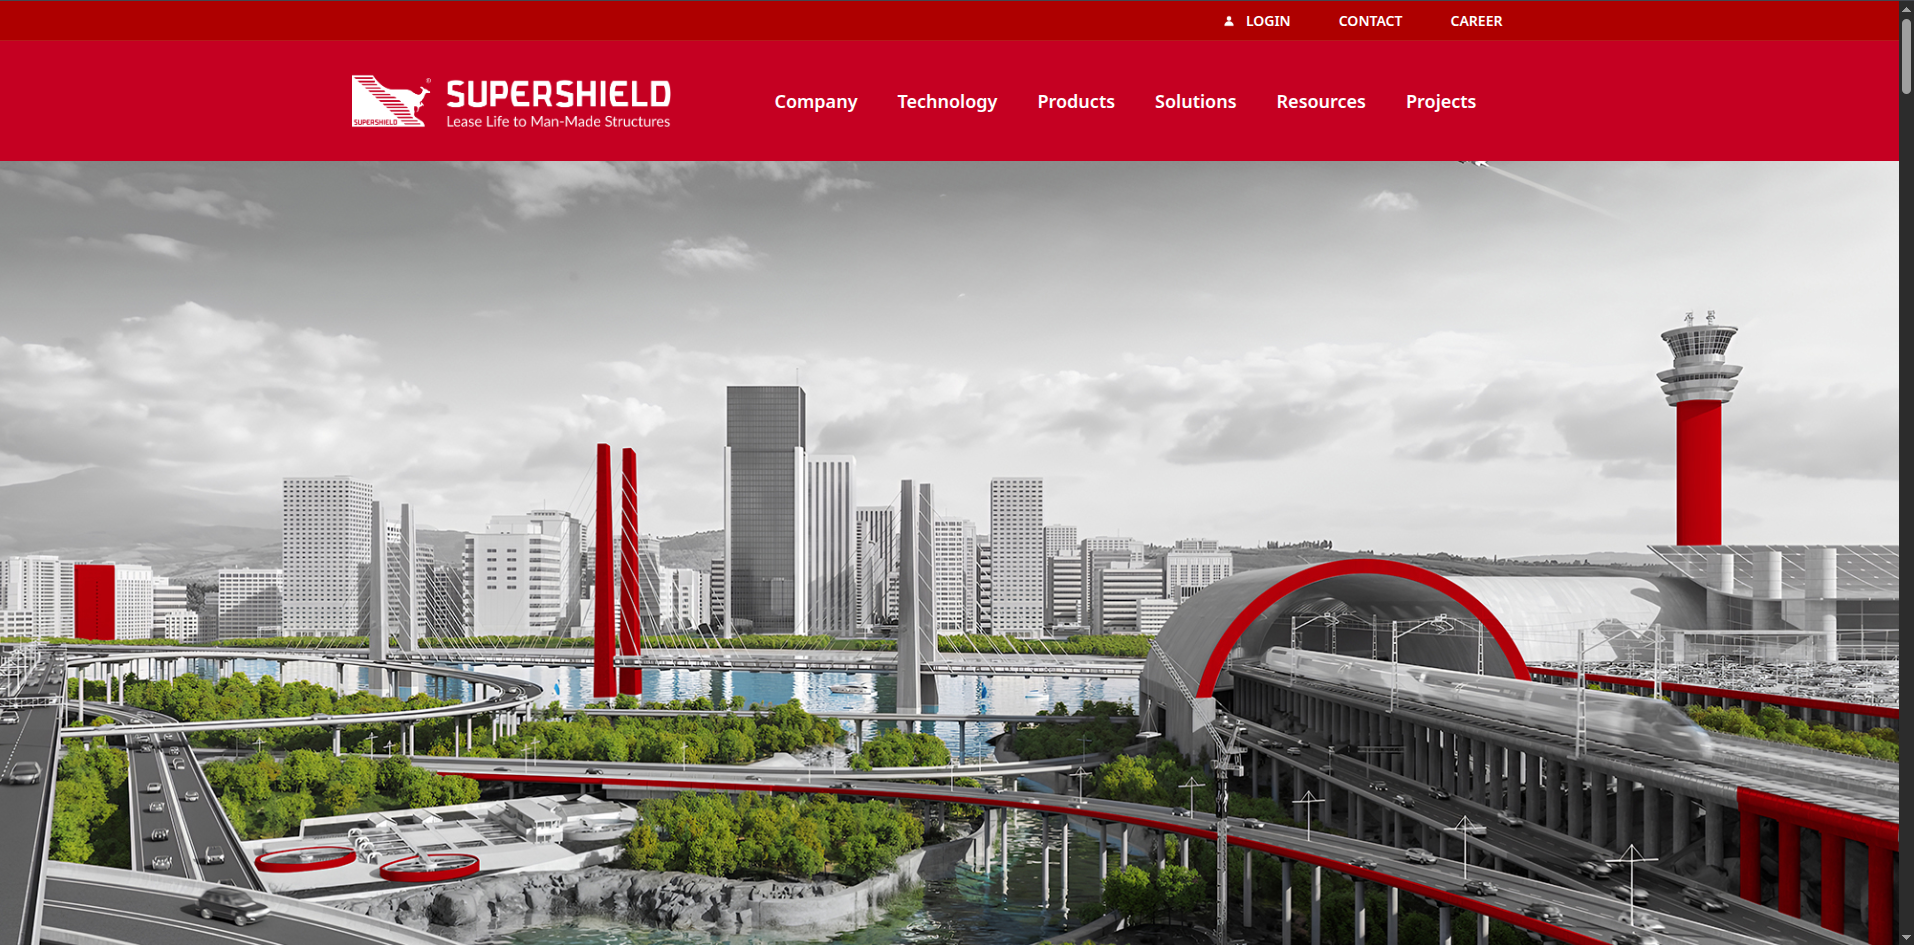 LOGIN CONTACT CAREER
SUPERSHIELD
SUPERSHIELD
®
Lease Life to Man-Made Structures
Company Technology Products Solutions Resources Projects